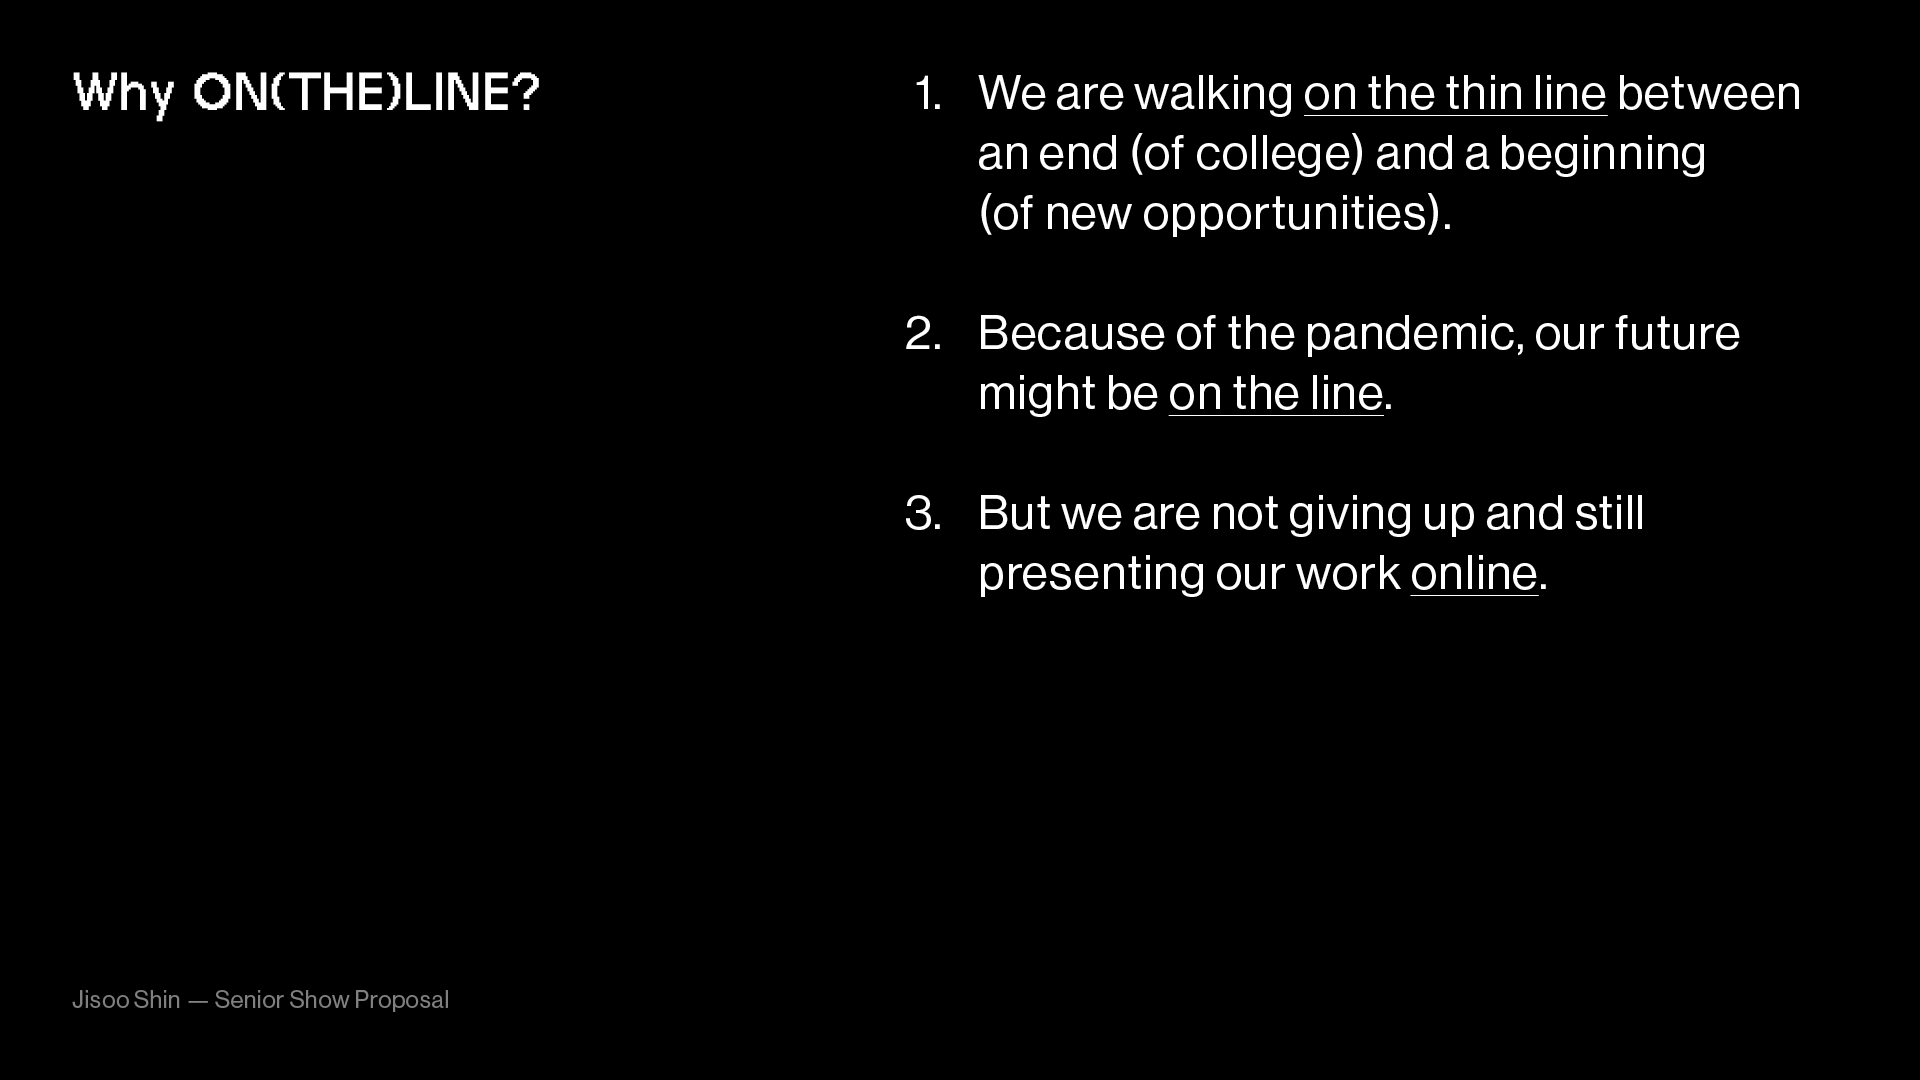 Why ON(THE)LINE?
1. We are walking on the thin line between
an end (of college) and a beginning
(of new opportunities).
2. Because of the pandemic, our future
might be on the line.
3. But we are not giving up and still
presenting our work online.
Jisoo Shin — Senior Show Proposal